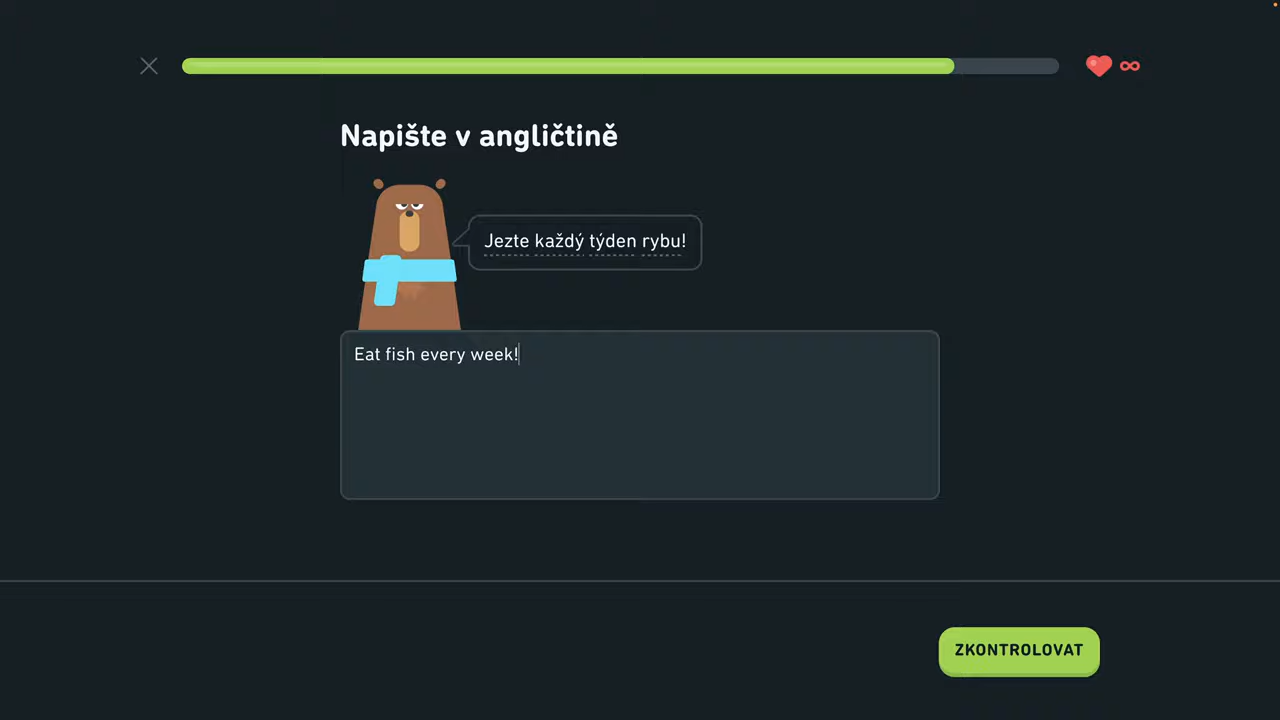 Napište v angličtině
Jezte každý týden rybu!
Eat fish every week!
ZKONTROLOVAT